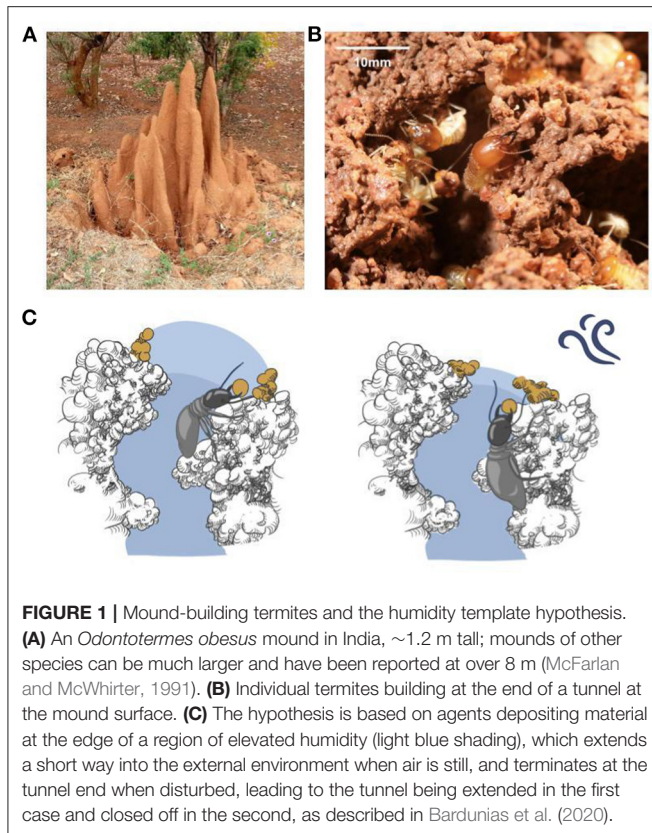 A
B
10mm
C
FIGURE 1 | Mound-building termites and the humidity template hypothesis.
(A) An Odontotermes obesus mound in India, ~1.2 m tall; mounds of other
species can be much larger and have been reported at over 8 m (McFarlan
and McWhirter, 1991). (B) Individual termites building at the end of a tunnel at
the mound surface. (C) The hypothesis is based on agents depositing material
at the edge of a region of elevated humidity (light blue shading), which extends
a short way into the external environment when air is still, and terminates at the
tunnel end when disturbed, leading to the tunnel being extended in the first
case and closed off in the second, as described in Bardunias et al. (2020).